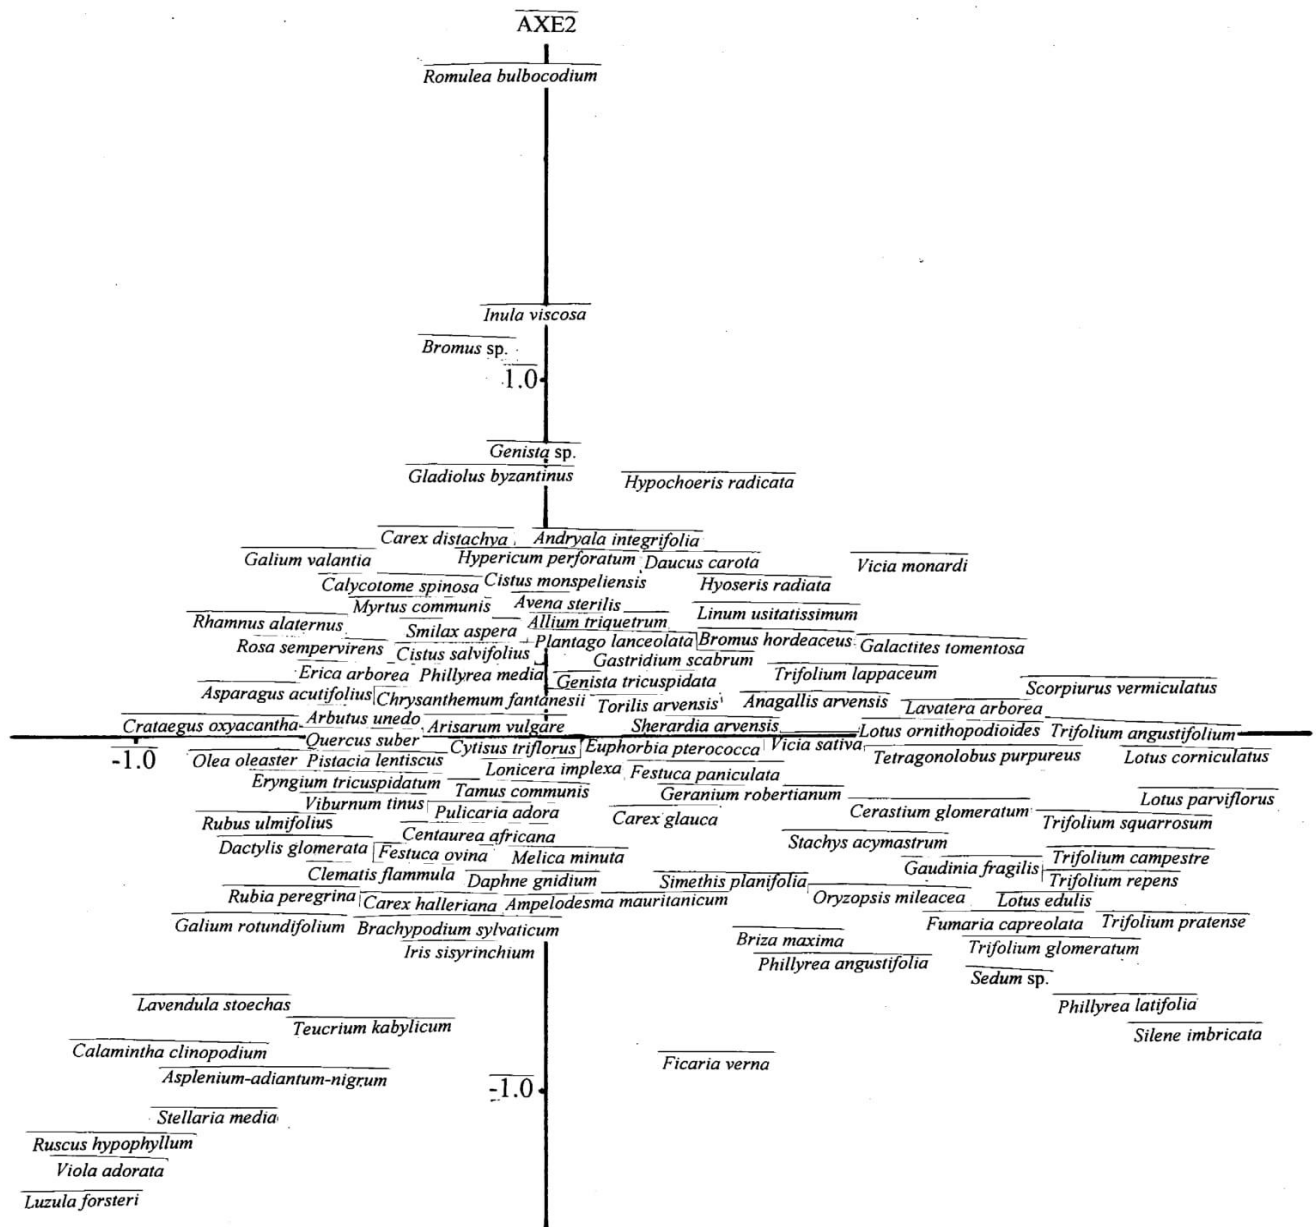 AXE2
Romulea bulbocodium
Inula viscosa
Bromus sp.
1.0
Genista sp.
Gladiolus byzantinus
Hypochoeris radicata
Carex distachya
Andryala integrifolia
Galium valantia
Hypericum perforatum
Daucus carota
Vicia monardi
Calycotome spinosa
Cistus monspeliensis
Hyoseris radiata
Myrtus communis
Avena sterilis
Linum usitatissimum
Rhamnus alaternus
Smilax aspera
Allium triquetrum
Rosa sempervirens
Cistus salvifolius
Plantago lanceolata
Bromus hordeaceus
Galactites tomentosa
Gastridium scabrum
Erica arborea
Phillyrea media
Genista tricuspidata
Trifolium lappaceum
Scorpiurus vermiculatus
Asparagus acutifolius
Chrysanthemum fantanesii
Torilis arvensis
Anagallis arvensis
Lavatera arborea
Crataegus oxyacantha
Arbutus unedo
Arisarum vulgare
Sherardia arvensis
Lotus ornithopodioides
Trifolium angustifolium
Quercus suber
Cytisus triflorus
Euphorbia pterococca
Vicia sativa
-1.0
Olea oleaster
Pistacia lentiscus
Tetragonolobus purpureus
Lotus corniculatus
Lonicera implexa
Festuca paniculata
Eryngium tricuspidatum
Tamus communis
Geranium robertianum
Lotus parviflorus
Viburnum tinus
Pulicaria adora
Carex glauca
Cerastium glomeratum
Rubus ulmifolius
Centaurea africana
Trifolium squarrosum
Dactylis glomerata
Festuca ovina
Melica minuta
Stachys acymastrum
Trifolium campestre
Clematis flammula
Daphne gnidium
Simethis planifolia
Gaudinia fragilis
Trifolium repens
Rubia peregrina
Carex halleriana
Ampelodesma mauritanicum
Oryzopsis mileacea
Lotus edulis
Galium rotundifolium
Brachypodium sylvaticum
Fumaria capreolata
Trifolium pratense
Iris sisyrinchium
Briza maxima
Trifolium glomeratum
Phillyrea angustifolia
Sedum sp.
Lavendula stoechas
Phillyrea latifolia
Teucrium kabylicum
Silene imbricata
Calamintha clinopodium
Ficaria verna
Asplenium-adiantum-nigrum
-1.0
Stellaria media
Ruscus hypophyllum
Viola adorata
Luzula forsteri